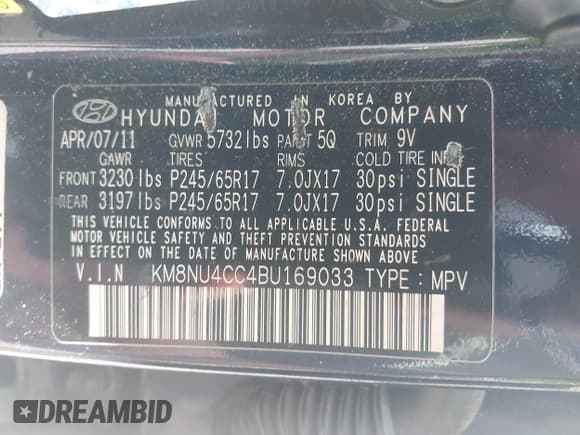 MANUFACTURED IN KOREA BY
HYUNDAI MOTOR COMPANY
APR/07/11 GVWR 5732lbs PAINT 5Q TRIM 9V
GAWR TIRES RIMS COLD TIRE INF
FRONT 3230 lbs P245/65R17 7.0JX17 30psi SINGLE
REAR 3197 lbs P245/65R17 7.0JX17 30psi SINGLE
THIS VEHICLE CONFORMS TO ALL APPLICABLE U.S.A. FEDERAL
MOTOR VEHICLE SAFETY, BUMPER, AND THEFT PREVENTION STANDARDS
IN EFFECT ON THE DATE OF MANUFACTURE SHOWN ABOVE.
V.I.N KM8NU4CC4BU169033 TYPE : MPV
DREAMBID